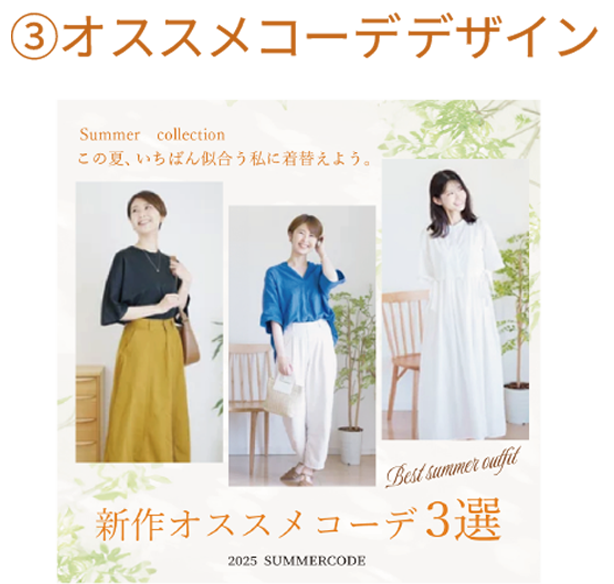 ③オススメコーデデザイン
Summer collection
この夏、いちばん似合う私に着替えよう。
Best summer outfit
新作オススメコーデ3選
2025 SUMMERCODE